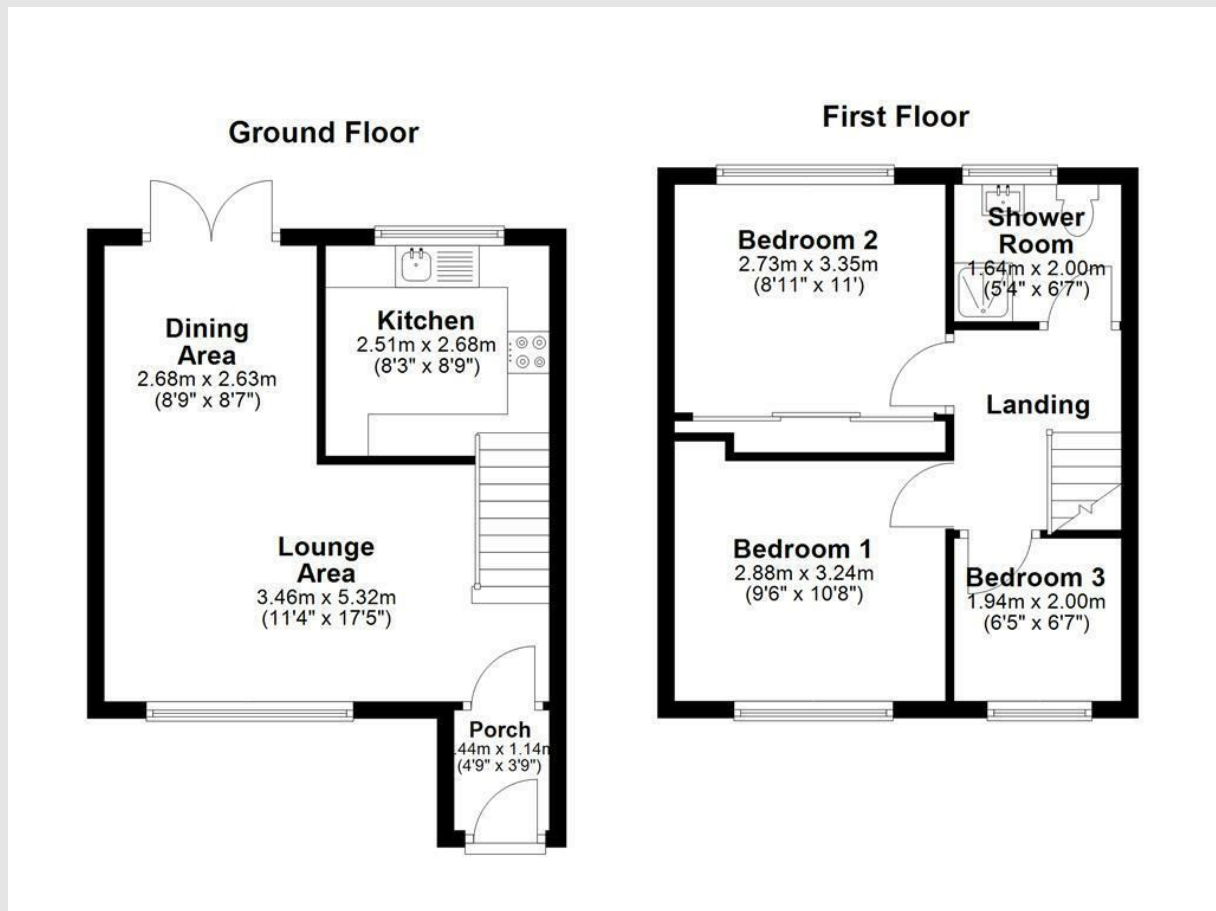 Ground Floor
Dining
Area
2.68m x 2.63m
(8'9" x 8'7")
Kitchen
2.51m x 2.68m
(8'3" x 8'9")
Lounge
Area
3.46m x 5.32m
(11'4" x 17'5")
Porch
.44m x 1.14m
(4'9" x 3'9")
First Floor
Bedroom 2
2.73m x 3.35m
(8'11" x 11')
Shower
Room
1.64m x 2.00m
(5'4" x 6'7")
Landing
Bedroom 1
2.88m x 3.24m
(9'6" x 10'8")
Bedroom 3
1.94m x 2.00m
(6'5" x 6'7")